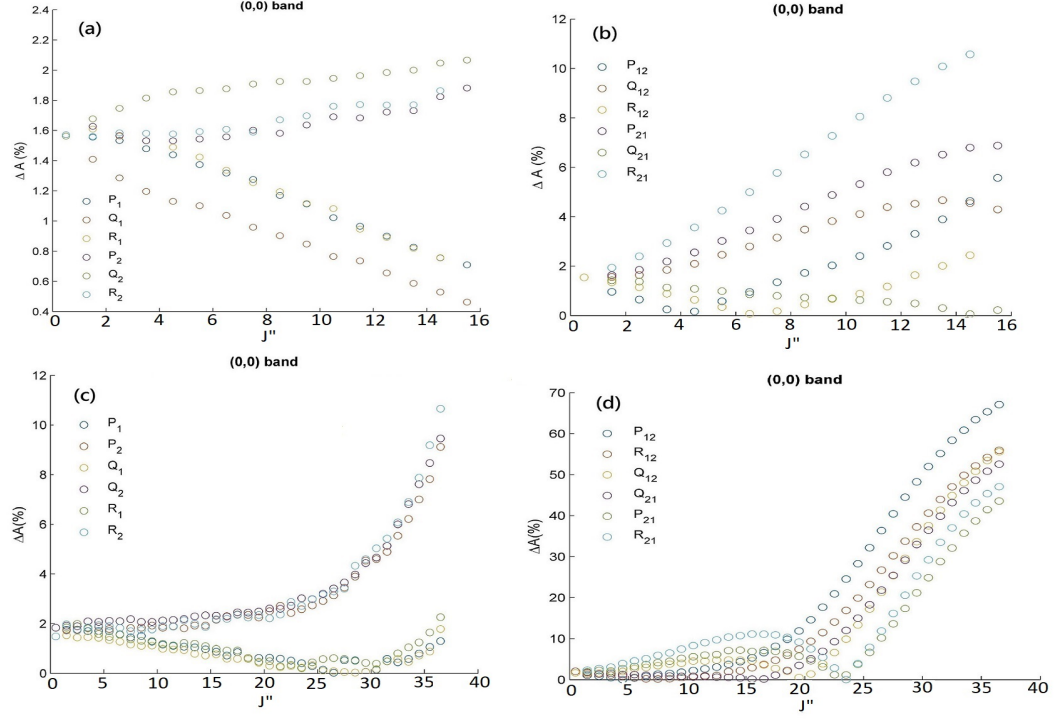 (0,0) band
(a)
2.4
2.2
2
1.8
1.6
1.4
1.2
1
0.8
0.6
0.4
Δ A (%)
P1
Q1
R1
P2
Q2
R2
0 2 4 6 8 10 12 14 16
J"
(0,0) band
(b)
12
10
8
6
4
2
0
Δ A (%)
P12
Q12
R12
P21
Q21
R21
0 2 4 6 8 10 12 14 16
J"
(0,0) band
(c)
12
10
8
6
4
2
0
ΔA(%)
P1
P2
Q1
Q2
R1
R2
0 5 10 15 20 25 30 35 40
J"
(0,0) band
(d)
70
60
50
40
30
20
10
0
ΔA(%)
P12
R12
Q12
Q21
P21
R21
0 5 10 15 20 25 30 35 40
J"